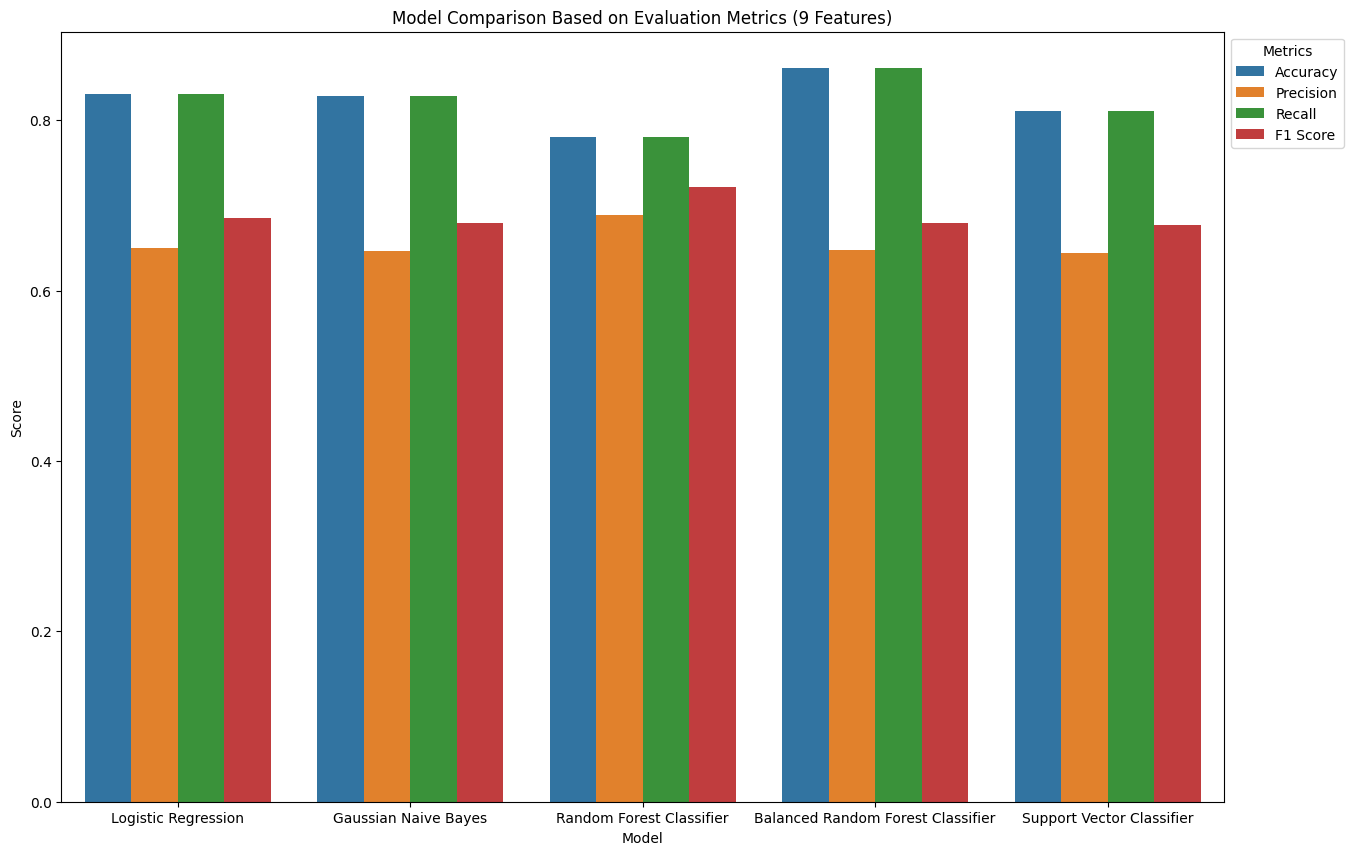 Model Comparison Based on Evaluation Metrics (9 Features)
Metrics
Accuracy
Precision
Recall
F1 Score
Score
0.8
0.6
0.4
0.2
0.0
Logistic Regression
Gaussian Naive Bayes
Random Forest Classifier
Balanced Random Forest Classifier
Support Vector Classifier
Model